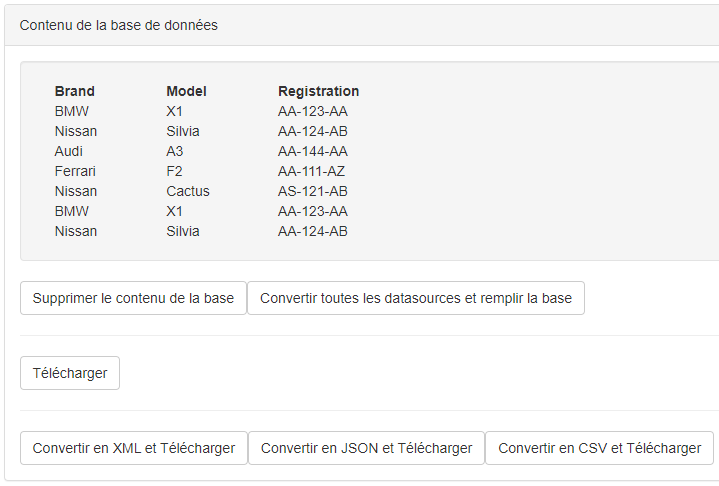 Contenu de la base de données
Brand Model Registration
BMW X1 AA-123-AA
Nissan Silvia AA-124-AB
Audi A3 AA-144-AA
Ferrari F2 AA-111-AZ
Nissan Cactus AS-121-AB
BMW X1 AA-123-AA
Nissan Silvia AA-124-AB
Supprimer le contenu de la base Convertir toutes les datasources et remplir la base
Télécharger
Convertir en XML et Télécharger Convertir en JSON et Télécharger Convertir en CSV et Télécharger